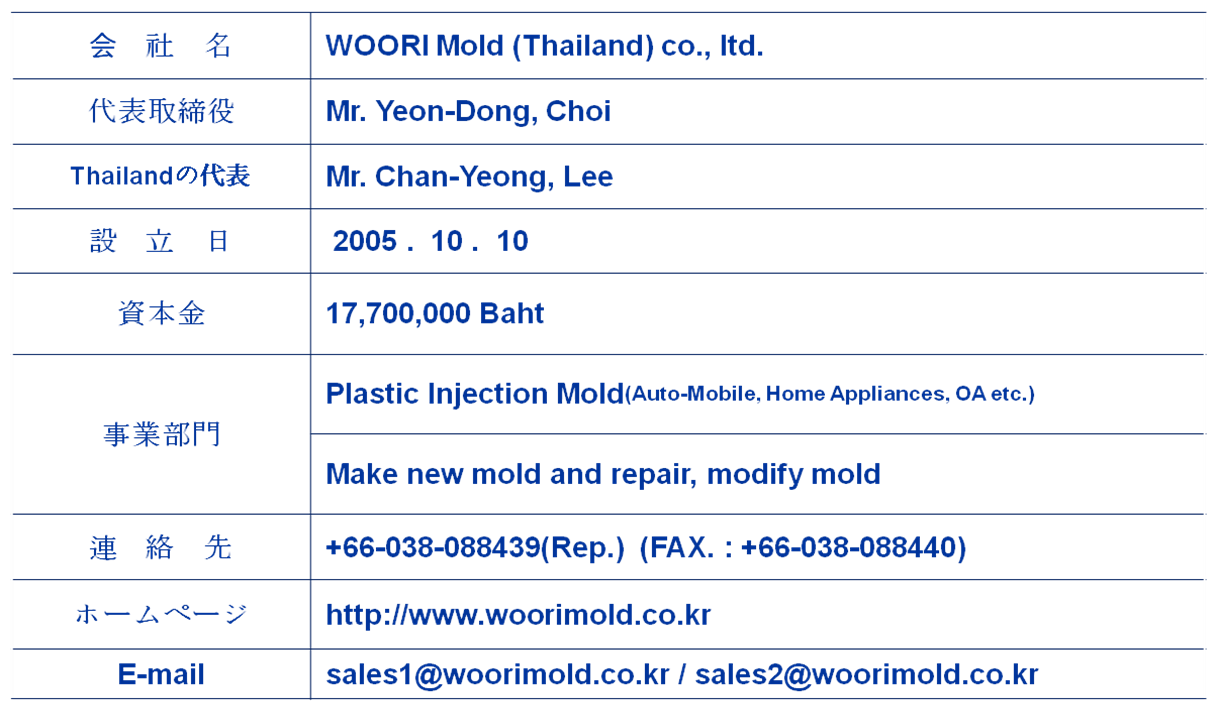 会 社 名 WOORI Mold (Thailand) co., ltd.
代表取締役 Mr. Yeon-Dong, Choi
Thailandの代表 Mr. Chan-Yeong, Lee
設 立 日 2005 . 10 . 10
資本金 17,700,000 Baht
事業部門 Plastic Injection Mold(Auto-Mobile, Home Appliances, OA etc.)
Make new mold and repair, modify mold
連 絡 先 +66-038-088439(Rep.) (FAX. : +66-038-088440)
ホームページ http://www.woorimold.co.kr
E-mail sales1@woorimold.co.kr / sales2@woorimold.co.kr